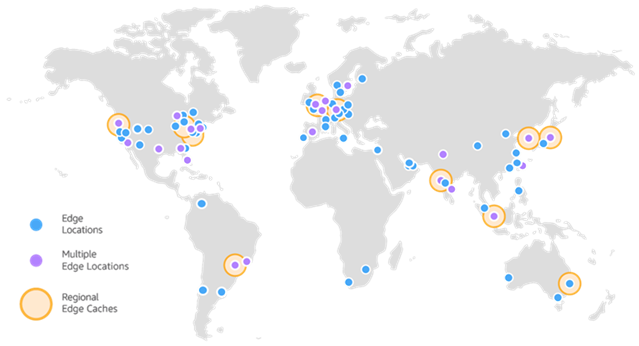 Edge
Locations
Multiple
Edge Locations
Regional
Edge Caches